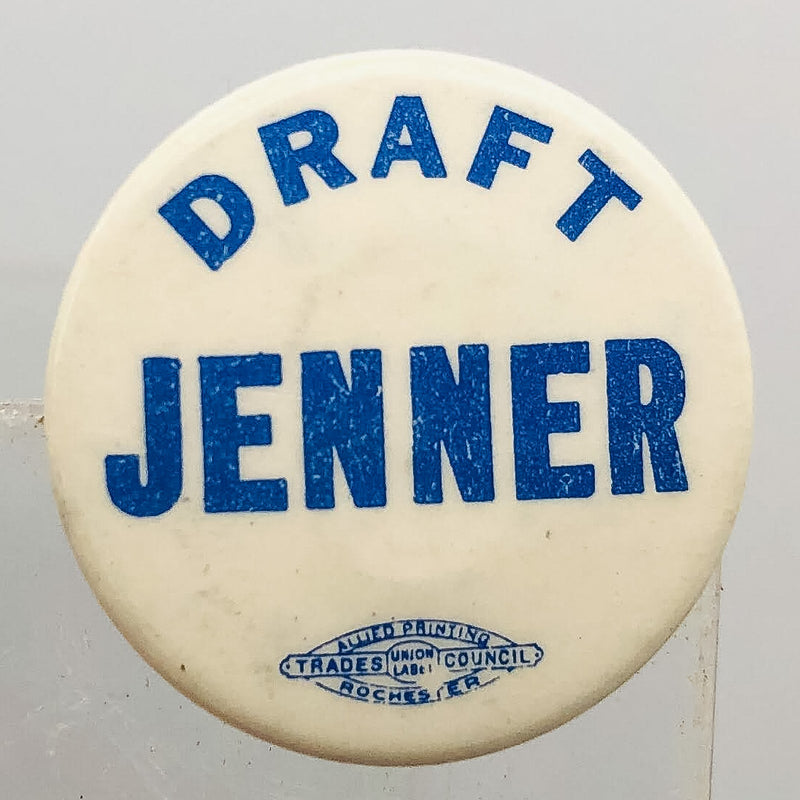 DRAFT
JENNER
ALLIED PRINTING
TRADES UNION LABEL COUNCIL
ROCHESTER